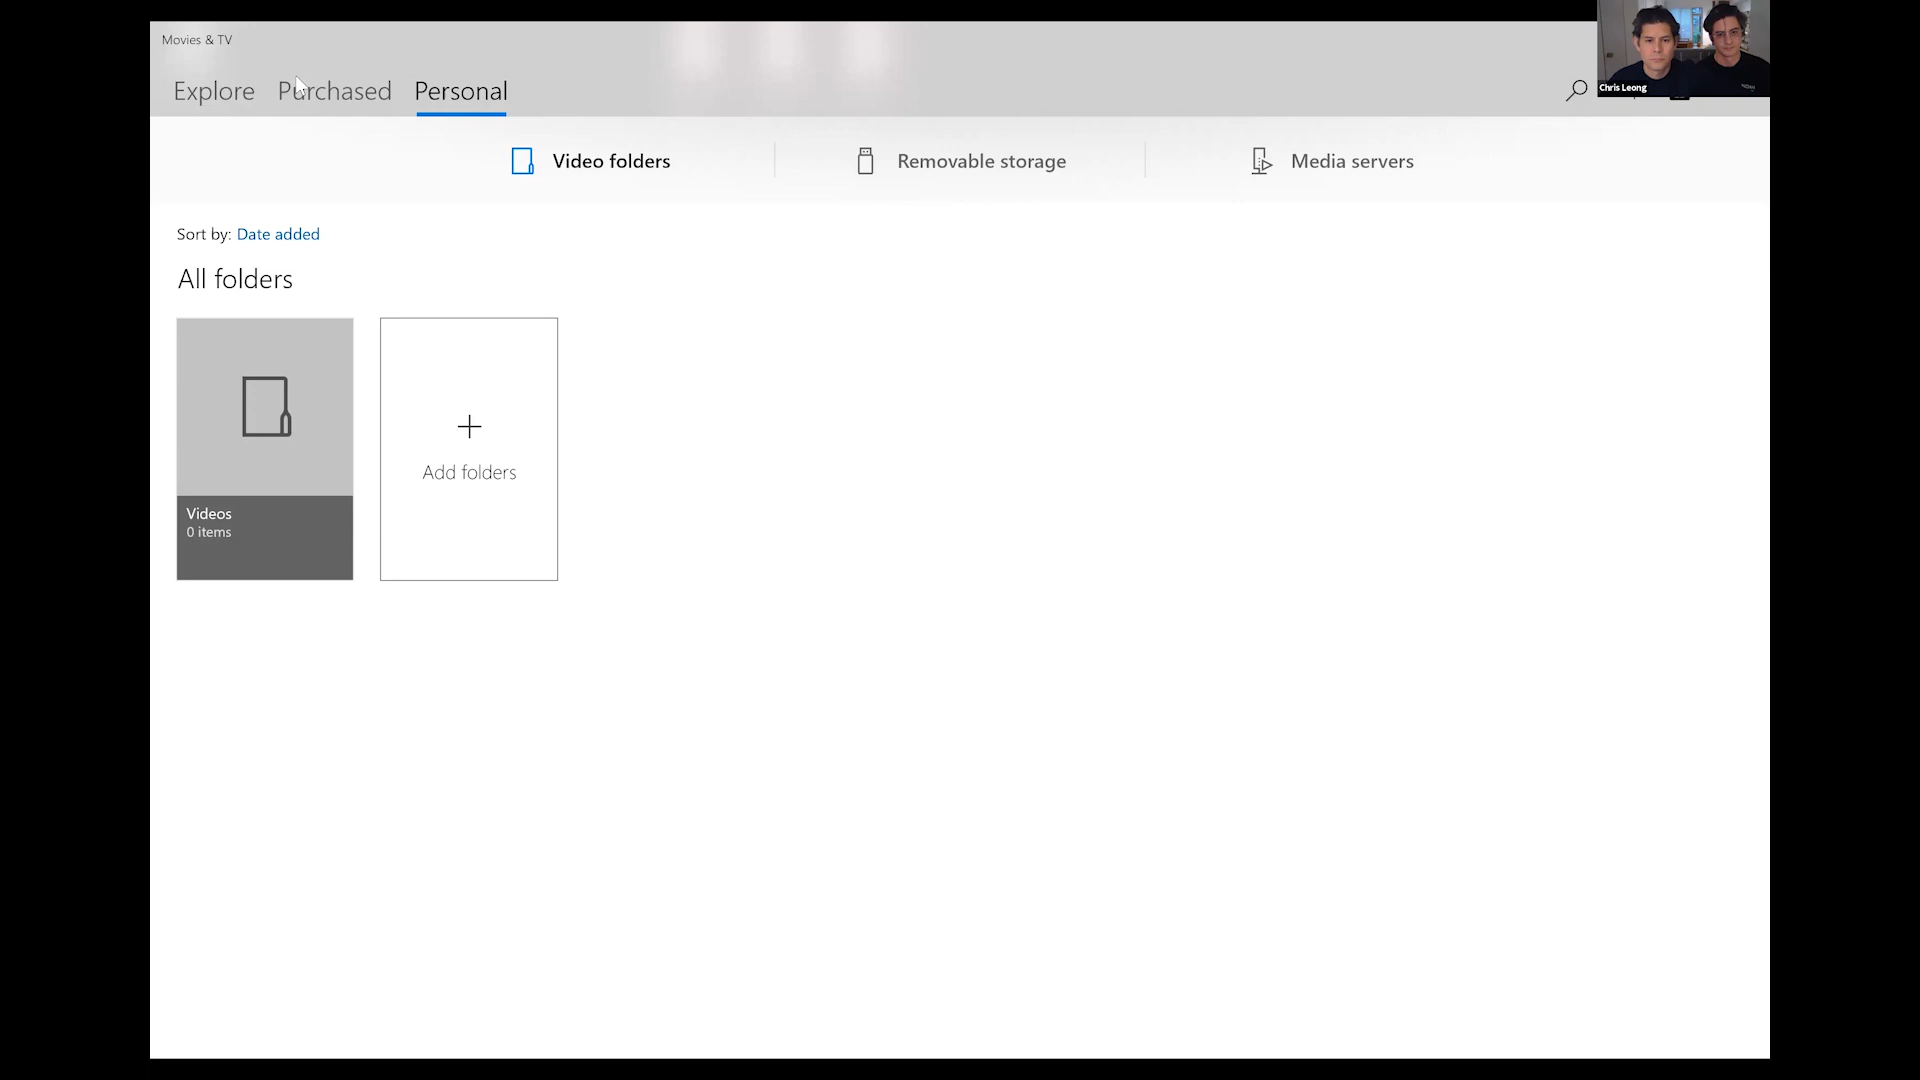 Movies & TV
Explore Purchased Personal
Chris Leong
Video folders
Removable storage
Media servers
Sort by: Date added
All folders
Videos
0 items
Add folders